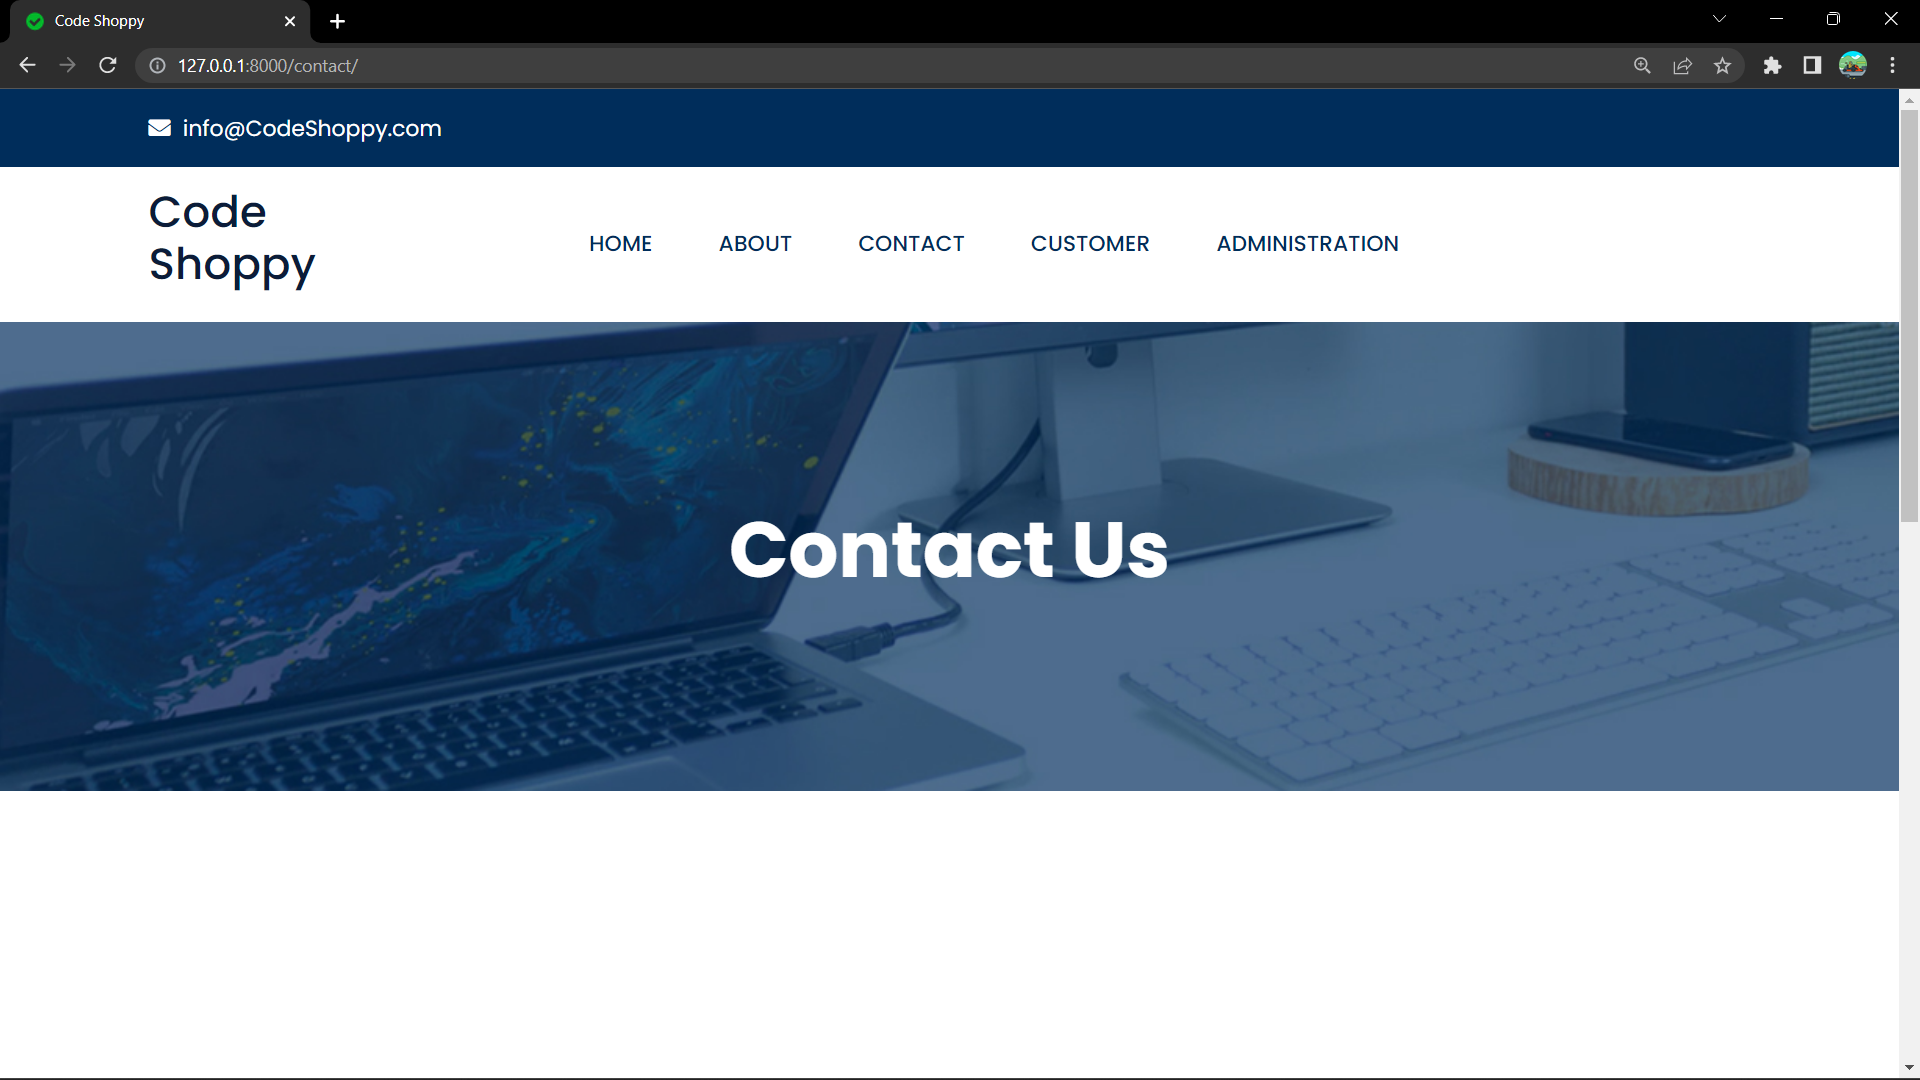 Code Shoppy
127.0.0.1:8000/contact/
info@CodeShoppy.com
Code
Shoppy
HOME ABOUT CONTACT CUSTOMER ADMINISTRATION
Contact Us